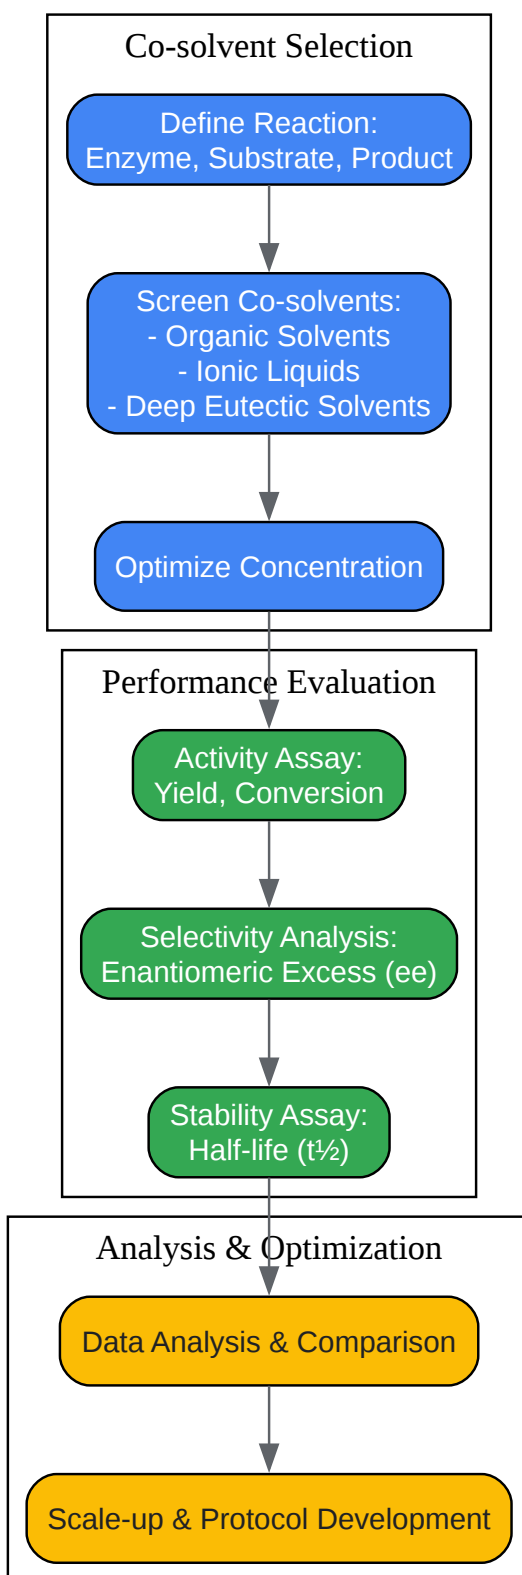 Co-solvent Selection
Define Reaction:
Enzyme, Substrate, Product
Screen Co-solvents:
- Organic Solvents
- Ionic Liquids
- Deep Eutectic Solvents
Optimize Concentration
Performance Evaluation
Activity Assay:
Yield, Conversion
Selectivity Analysis:
Enantiomeric Excess (ee)
Stability Assay:
Half-life (t½)
Analysis & Optimization
Data Analysis & Comparison
Scale-up & Protocol Development